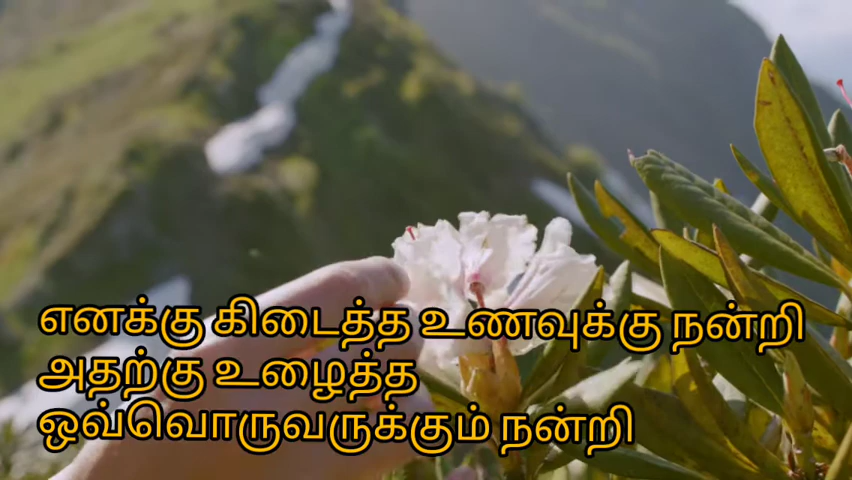 எனக்கு கிடைத்த உணவுக்கு நன்றி
அதற்கு உழைத்த
ஒவ்வொருவருக்கும் நன்றி